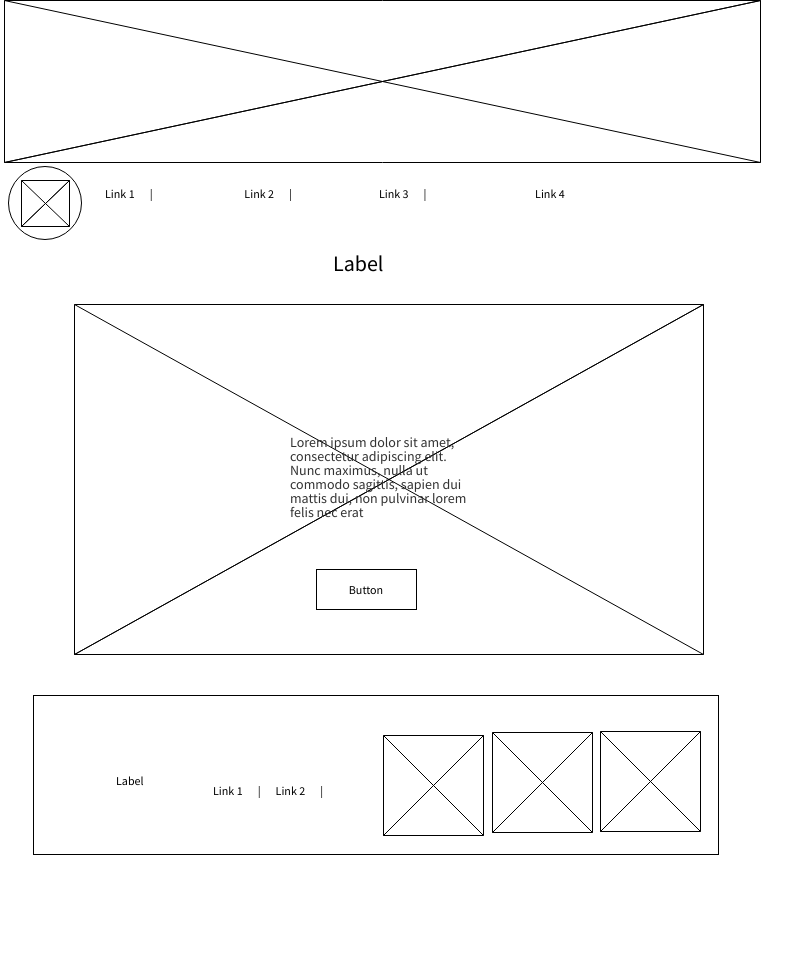 Link 1 | Link 2 | Link 3 | Link 4
Label
Lorem ipsum dolor sit amet,
consectetur adipiscing elit.
Nunc maximus, nulla ut
commodo sagittis, sapien dui
mattis dui, non pulvinar lorem
felis nec erat
Button
Label
Link 1 | Link 2 |